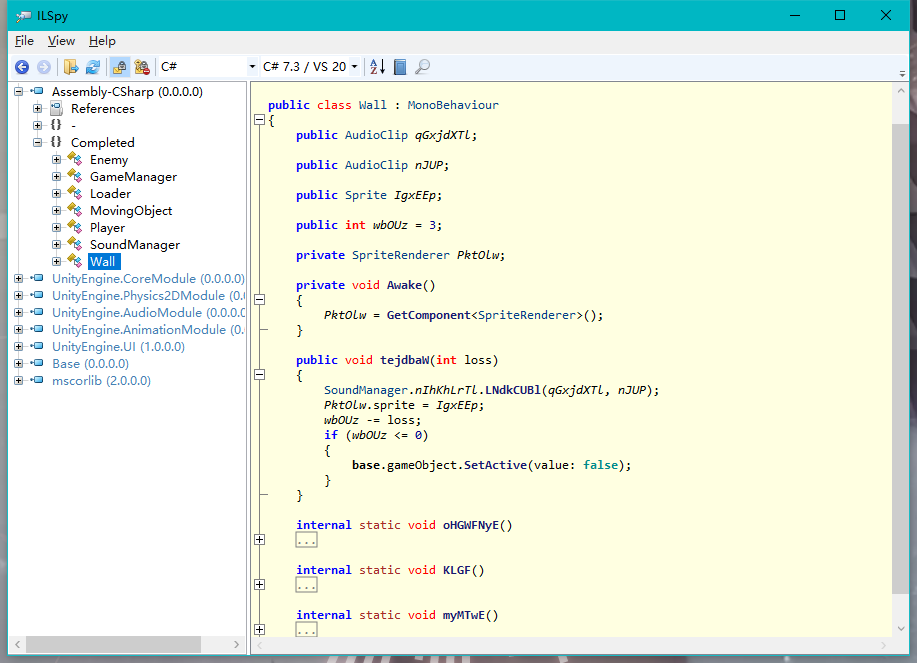 ILSpy
File View Help
C# C# 7.3 / VS 20
Assembly-CSharp (0.0.0.0)
References
{} -
{} Completed
Enemy
GameManager
Loader
MovingObject
Player
SoundManager
Wall
UnityEngine.CoreModule (0.0.0.0)
UnityEngine.Physics2DModule (0.0
UnityEngine.AudioModule (0.0.0.0
UnityEngine.AnimationModule (0.
UnityEngine.UI (1.0.0.0)
Base (0.0.0.0)
mscorlib (2.0.0.0)
public class Wall : MonoBehaviour
{
public AudioClip qGxjdXTl;
public AudioClip nJUP;
public Sprite IgxEEp;
public int wbOUz = 3;
private SpriteRenderer PktOlw;
private void Awake()
{
PktOlw = GetComponent<SpriteRenderer>();
}
public void tejdbaW(int loss)
{
SoundManager.nIhKhLrTl.LNdkCUBl(qGxjdXTl, nJUP);
PktOlw.sprite = IgxEEp;
wbOUz -= loss;
if (wbOUz <= 0)
{
base.gameObject.SetActive(value: false);
}
}
internal static void oHGWFNyE()
...
internal static void KLGF()
...
internal static void myMTwE()
...